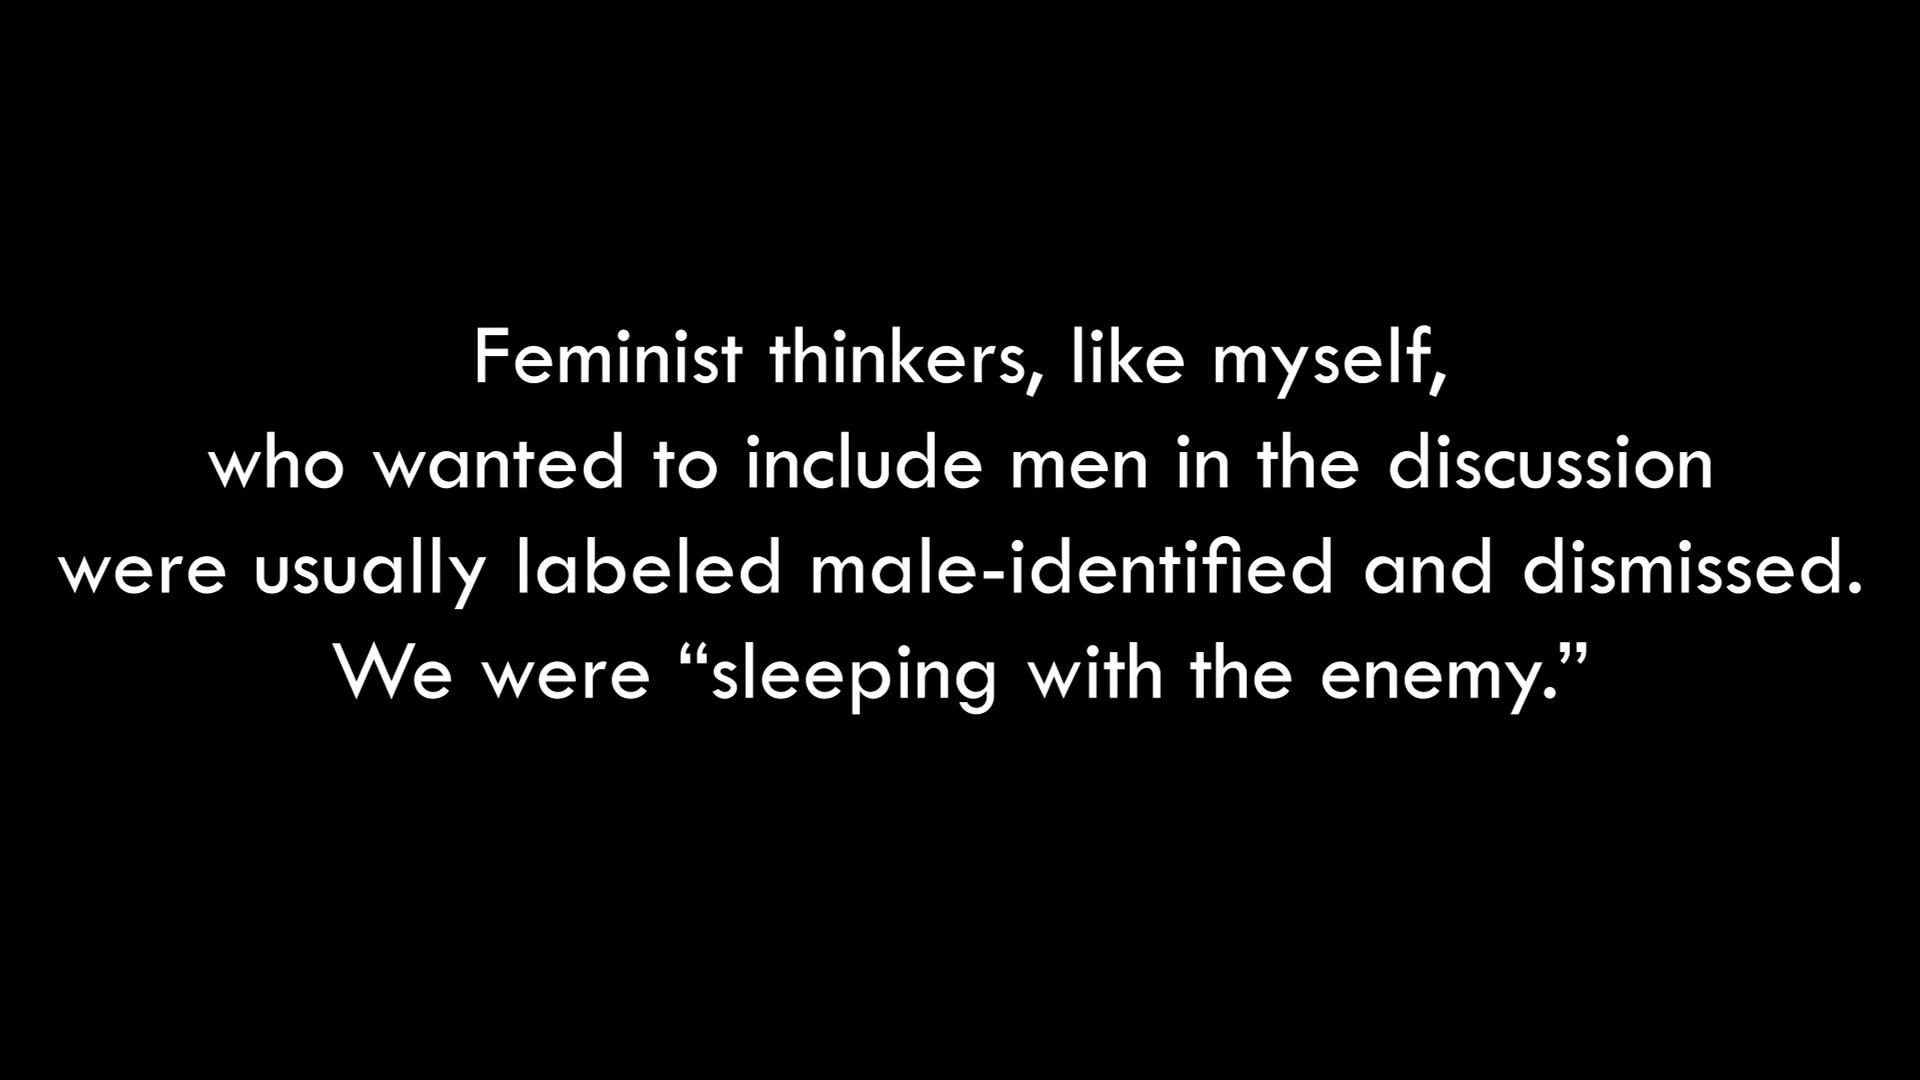 Feminist thinkers, like myself,
who wanted to include men in the discussion
were usually labeled male-identified and dismissed.
We were “sleeping with the enemy.”